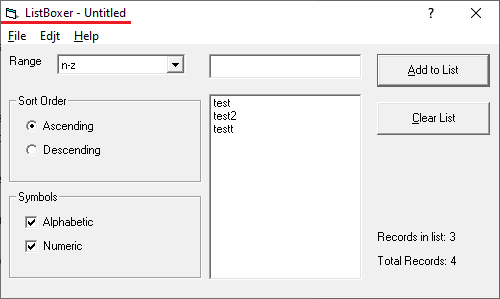 ListBoxer - Untitled
?
File Edjt Help
Range n-z
Add to List
Sort Order
Ascending
Descending
test
test2
testt
Clear List
Symbols
Alphabetic
Numeric
Records in list: 3
Total Records: 4